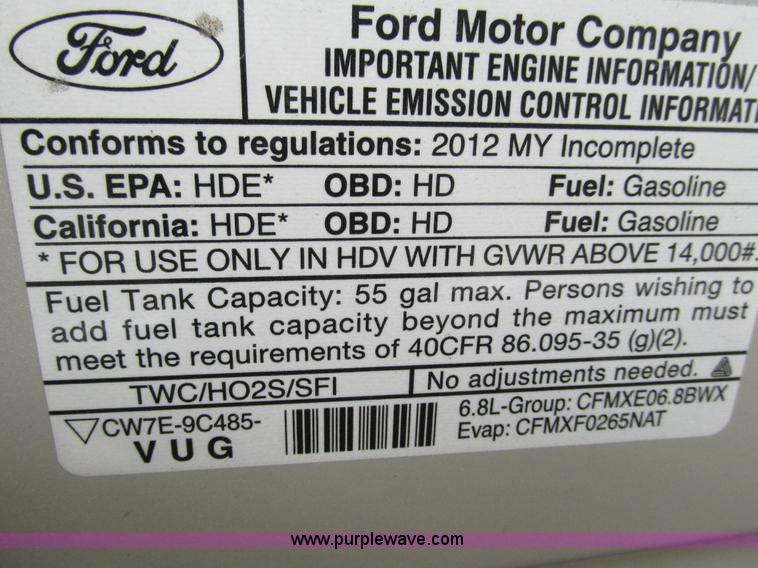 Ford
Ford Motor Company
IMPORTANT ENGINE INFORMATION/
VEHICLE EMISSION CONTROL INFORMATI
Conforms to regulations: 2012 MY Incomplete
U.S. EPA: HDE* OBD: HD Fuel: Gasoline
California: HDE* OBD: HD Fuel: Gasoline
* FOR USE ONLY IN HDV WITH GVWR ABOVE 14,000#.
Fuel Tank Capacity: 55 gal max. Persons wishing to
add fuel tank capacity beyond the maximum must
meet the requirements of 40CFR 86.095-35 (g)(2).
TWC/HO2S/SFI No adjustments needed.
CW7E-9C485-
VUG
6.8L-Group: CFMXE06.8BWX
Evap: CFMXF0265NAT
www.purplewave.com